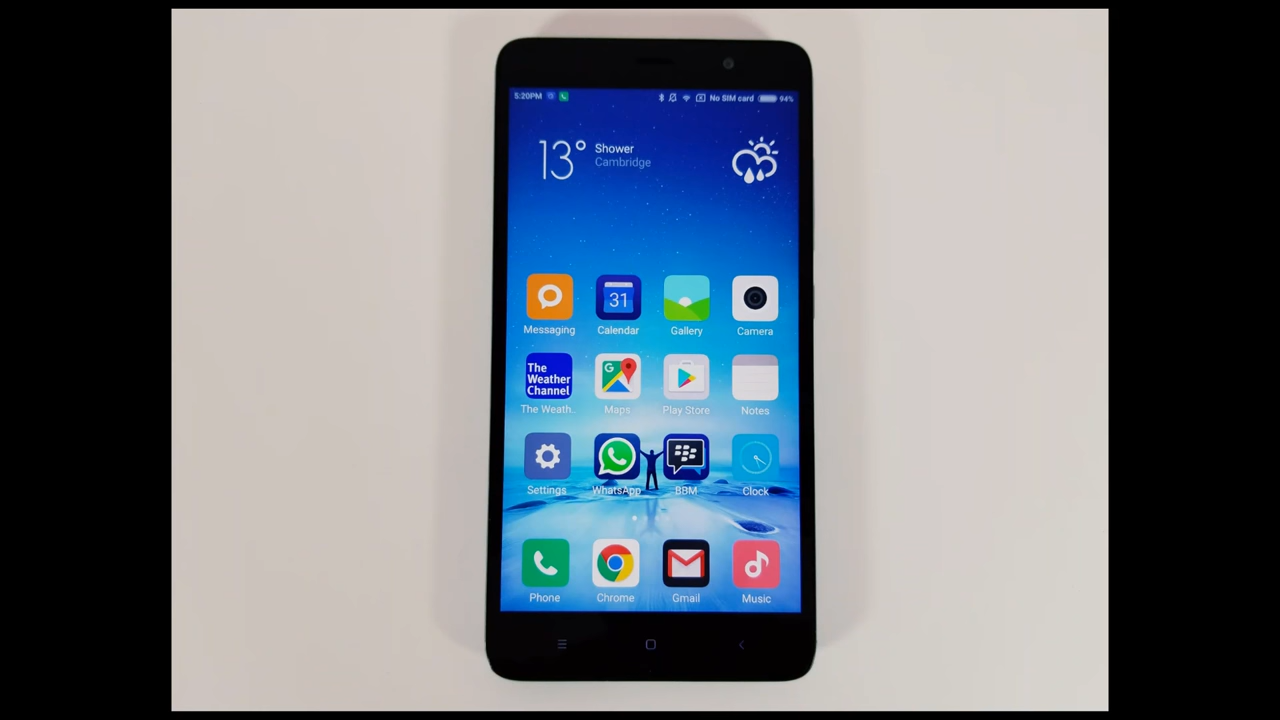 5:20PM No SIM card 94%
13° Shower
Cambridge
31
Messaging Calendar Gallery Camera
The
Weather
Channel
G
The Weath.. Maps Play Store Notes
Settings WhatsApp BBM Clock
Phone Chrome Gmail Music